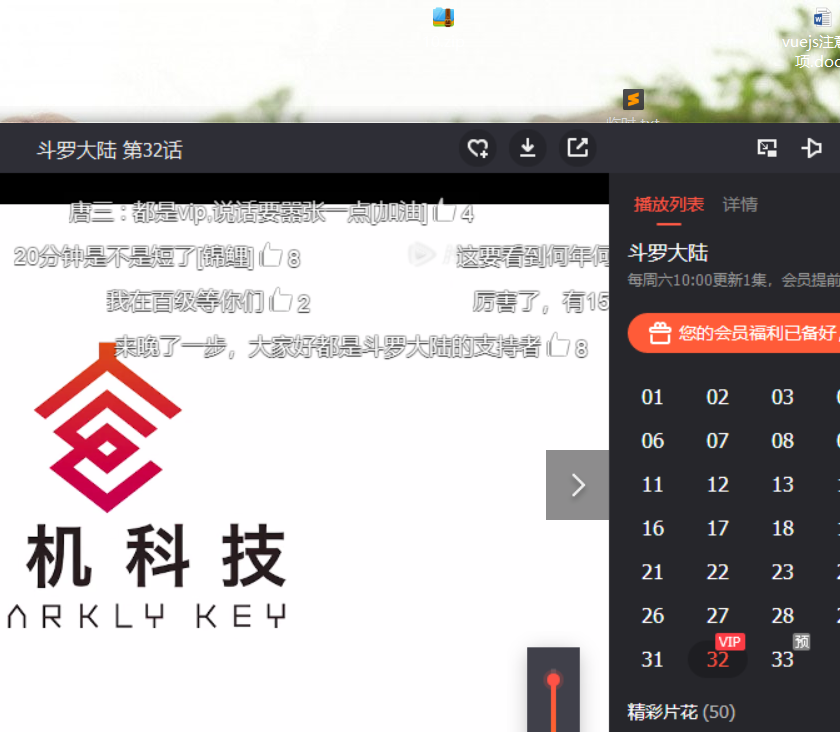 vuejs注意
项.doc
斗罗大陆 第32话
唐三：都是vip,说话要嚣张一点[加油] 4
20分钟是不是短了[锦鲤] 8
这要看到何年何
我在百级等你们 2
厉害了，有15
来晚了一步，大家好都是斗罗大陆的支持者 8
机科技
ARKLY KEY
播放列表 详情
斗罗大陆
每周六10:00更新1集，会员提前
您的会员福利已备好
01 02 03
06 07 08
11 12 13
16 17 18
21 22 23
26 27 28
VIP 预
31 32 33
精彩片花 (50)